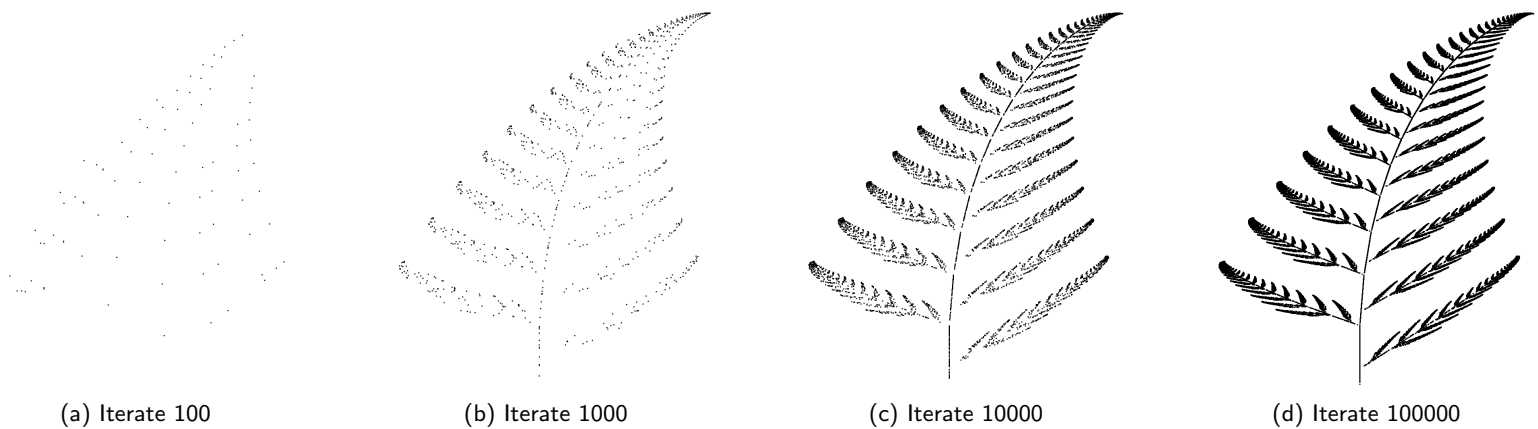 (a) Iterate 100
(b) Iterate 1000
(c) Iterate 10000
(d) Iterate 100000